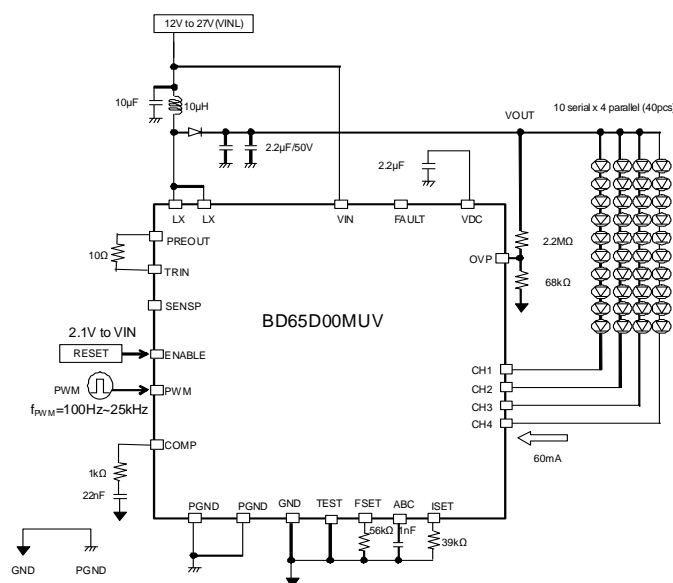 12V to 27V(VINL)
10µF
10µH
VOUT
10 serial x 4 parallel (40pcs)
2.2µF/50V
2.2µF
LX
LX
VIN
FAULT
VDC
PREOUT
10Ω
TRIN
OVP
2.2MΩ
68kΩ
SENSP
BD65D00MUV
2.1V to VIN
RESET
ENABLE
PWM
PWM
fPWM=100Hz~25kHz
CH1
CH2
CH3
CH4
60mA
COMP
1kΩ
22nF
PGND
PGND
GND
TEST
FSET
ABC
ISET
56kΩ
1nF
39kΩ
GND
PGND